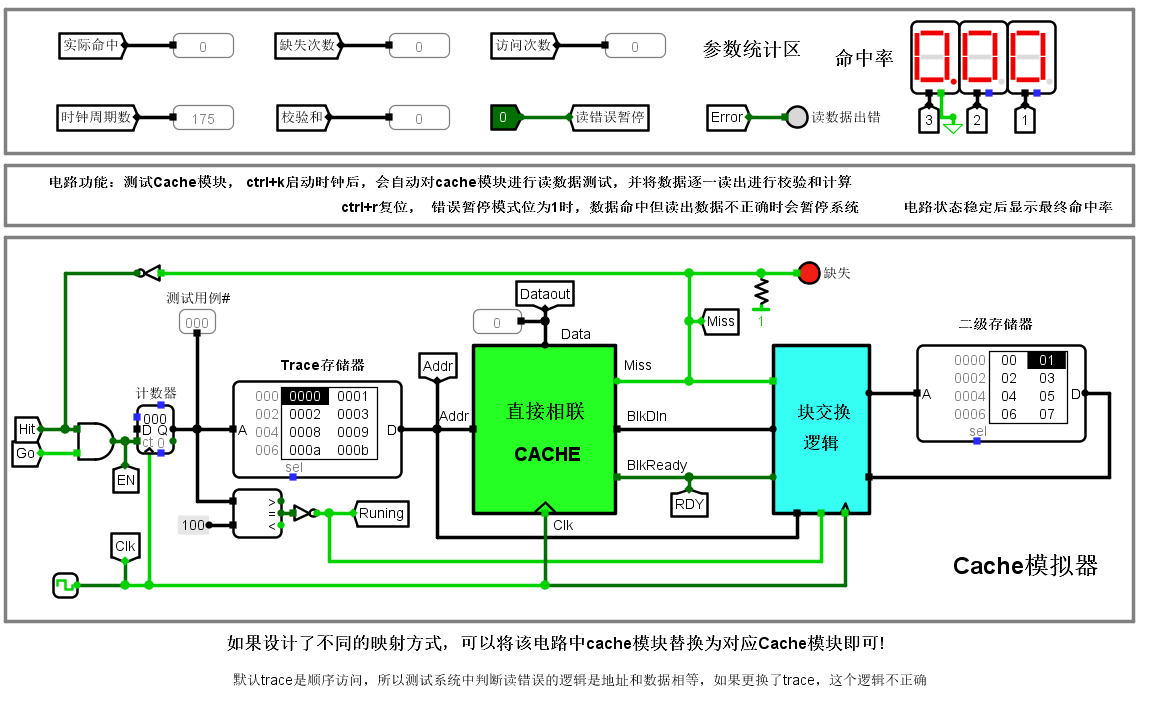 实际命中 0 缺失次数 0 访问次数 0 参数统计区 命中率 0.00
时钟周期数 175 校验和 0 0 读错误暂停 Error 读数据出错 3 2 1
电路功能：测试Cache模块， ctrl+k启动时钟后，会自动对cache模块进行读数据测试，并将数据逐一读出进行校验和计算
ctrl+r复位， 错误暂停模式位为1时，数据命中但读出数据不正确时会暂停系统 电路状态稳定后显示最终命中率
缺失
测试用例#
000
Dataout
0
Data
Miss
1
二级存储器
Trace存储器
Addr
Miss
0000 00 01
0002 02 03
0004 04 05
0006 06 07
A
D
sel
计数器
000
D Q
ct 0
000 0000 0001
002 0002 0003
004 0008 0009
006 000a 000b
A
D
sel
Addr
直接相联
CACHE
BlkDIn
块交换
逻辑
Hit
Go
EN
BlkReady
RDY
100
>
=
<
Runing
Clk
Clk
Cache模拟器
如果设计了不同的映射方式，可以将该电路中cache模块替换为对应Cache模块即可!
默认trace是顺序访问，所以测试系统中判断读错误的逻辑是地址和数据相等，如果更换了trace，这个逻辑不正确